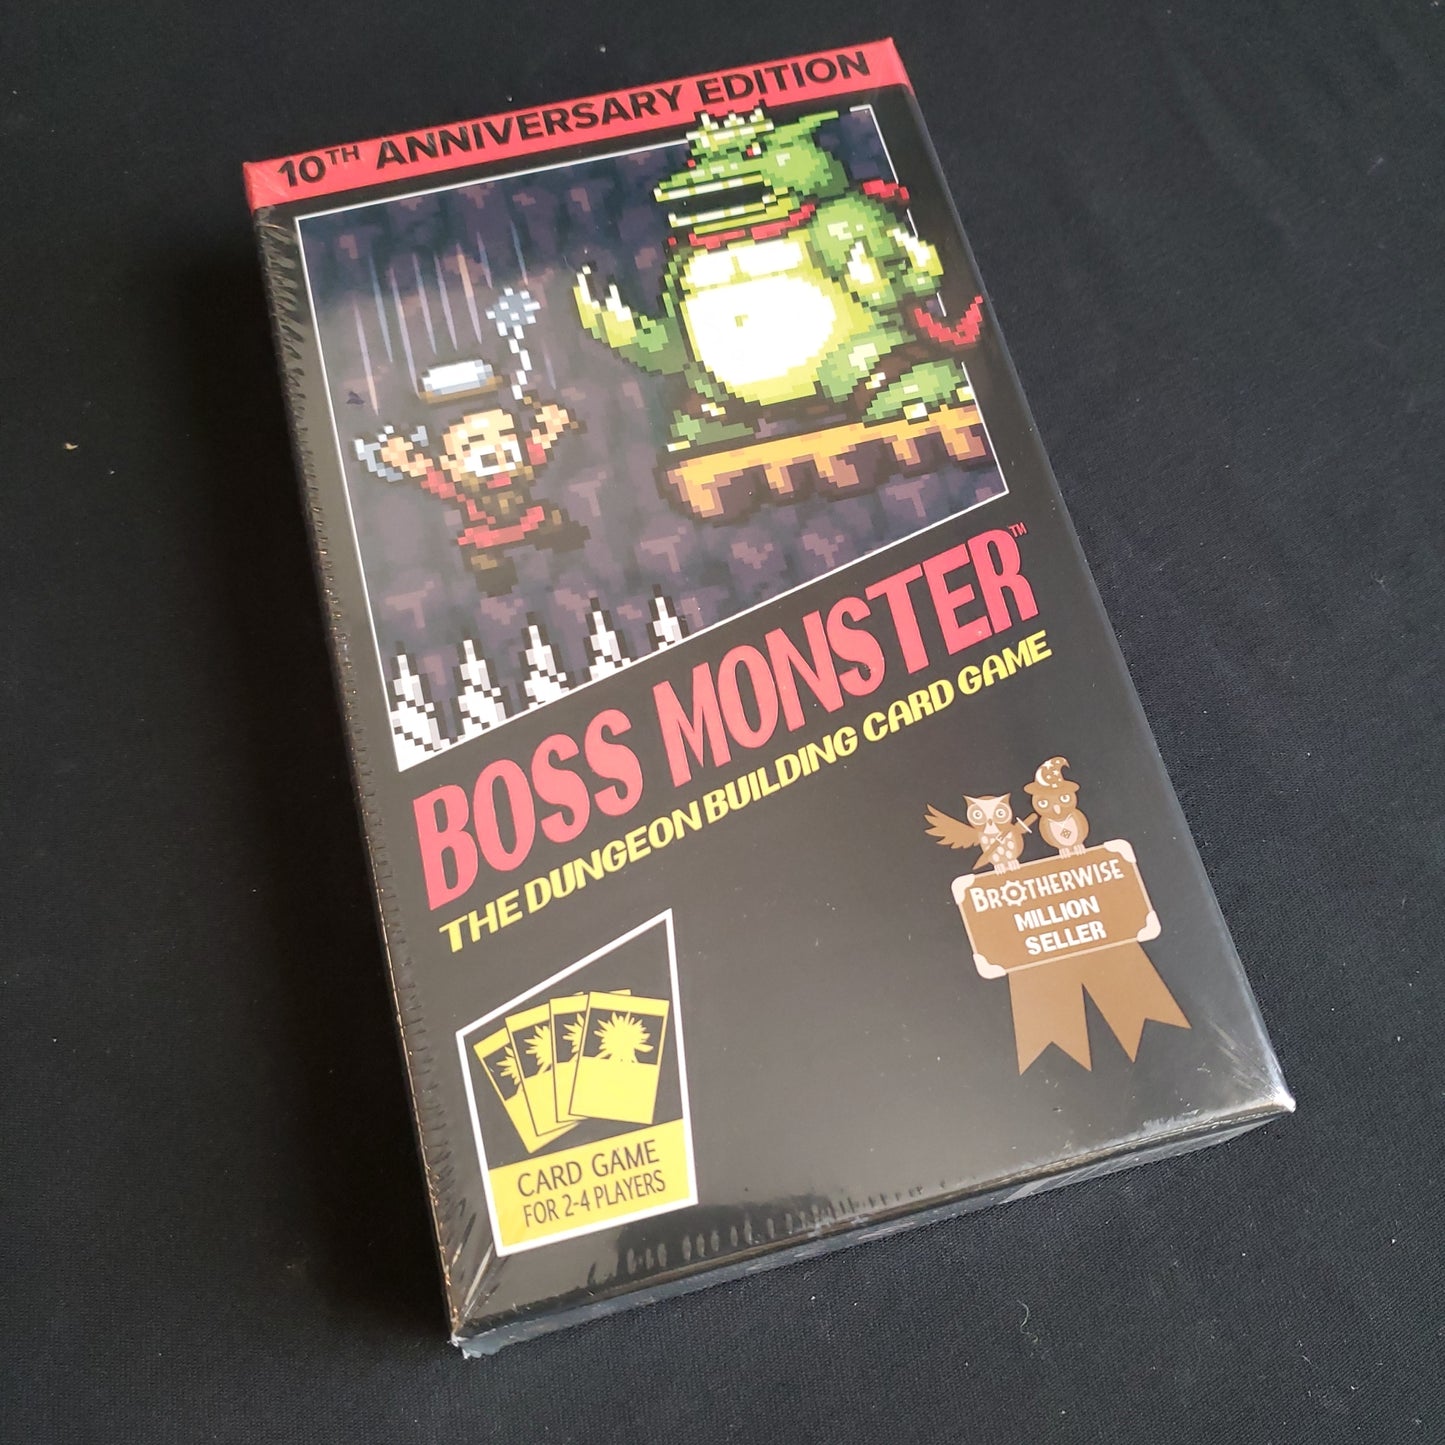 10TH ANNIVERSARY EDITION
BOSS MONSTER™
THE DUNGEON BUILDING CARD GAME
BROTHERWISE
MILLION
SELLER
CARD GAME
FOR 2-4 PLAYERS